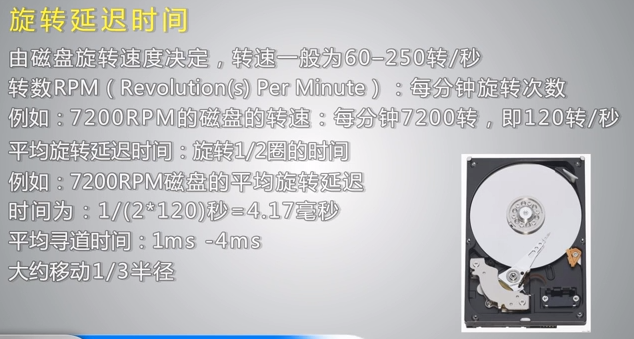 旋转延迟时间
由磁盘旋转速度决定，转速一般为60–250转/秒
转数RPM（Revolution(s) Per Minute）：每分钟旋转次数
例如：7200RPM的磁盘的转速：每分钟7200转，即120转/秒
平均旋转延迟时间：旋转1/2圈的时间
例如：7200RPM磁盘的平均旋转延迟
时间为：1/(2*120)秒=4.17毫秒
平均寻道时间：1ms -4ms
大约移动1/3半径